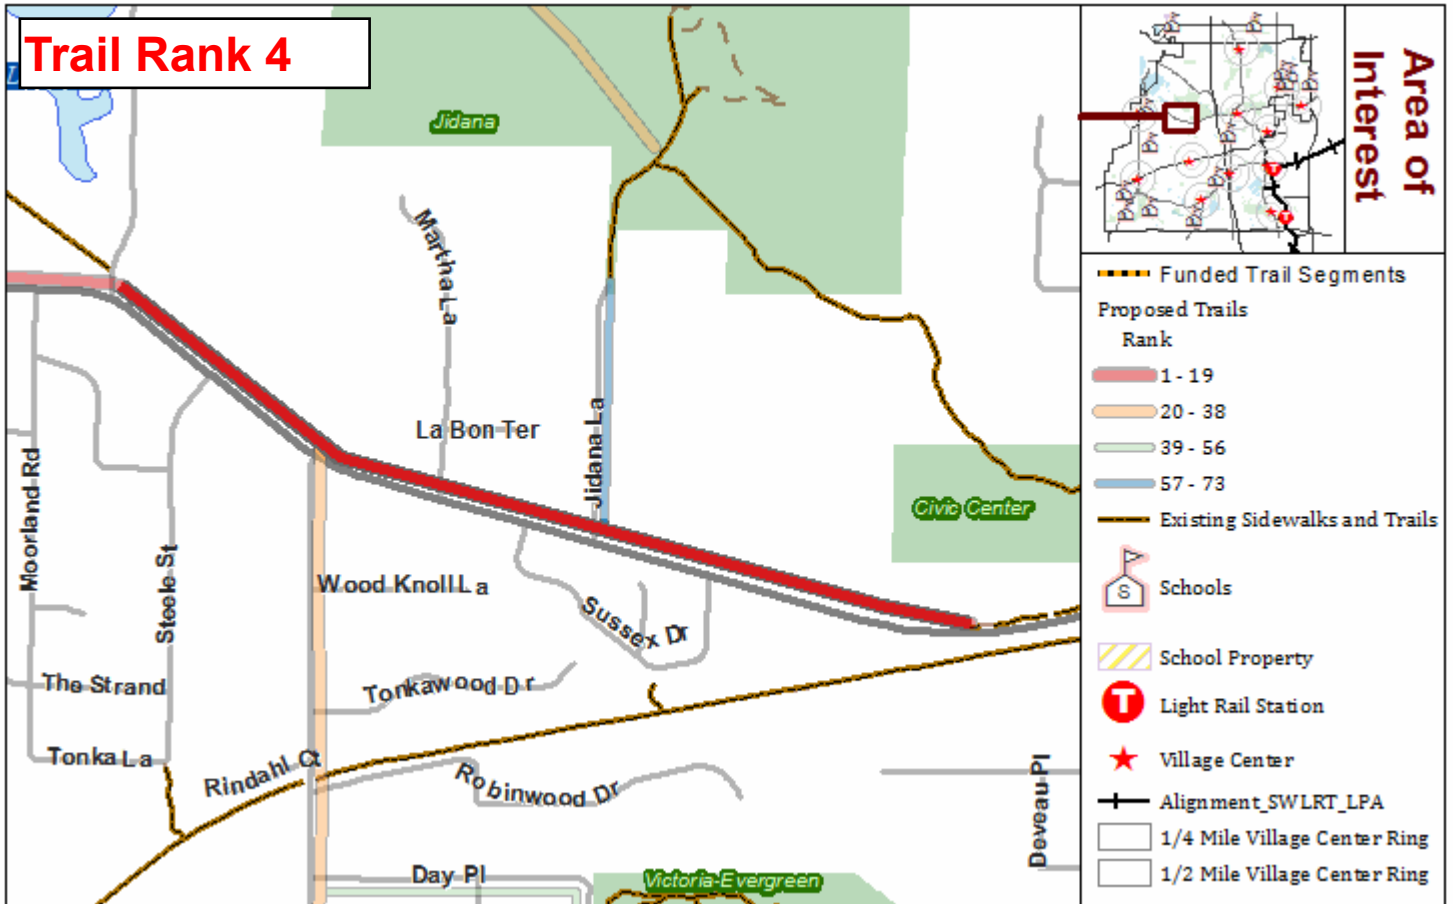 Trail Rank 4
L
Jidana
Martha La
La Bon Ter
Jidana La
Moorland Rd
Steele St
Civic Center
Wood Knoll La
Sussex Dr
The Strand
Tonkawood Dr
Tonka La
Rindahl Ct
Robinwood Dr
Deveau Pl
Day Pl
Victoria-Evergreen
Area of
Interest
T
T
Funded Trail Segments
Proposed Trails
Rank
1 - 19
20 - 38
39 - 56
57 - 73
Existing Sidewalks and Trails
S
Schools
School Property
T
Light Rail Station
Village Center
Alignment_SWLRT_LPA
1/4 Mile Village Center Ring
1/2 Mile Village Center Ring